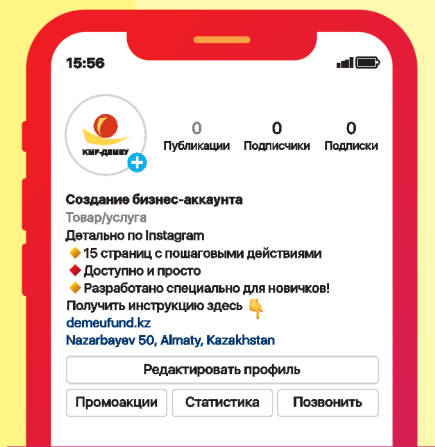 15:56
КМФ-ДЕМЕУ
0 0 0
Публикации Подписчики Подписки
Создание бизнес-аккаунта
Товар/услуга
Детально по Instagram
15 страниц с пошаговыми действиями
Доступно и просто
Разработано специально для новичков!
Получить инструкцию здесь
demeufund.kz
Nazarbayev 50, Almaty, Kazakhstan
Редактировать профиль
Промоакции Статистика Позвонить